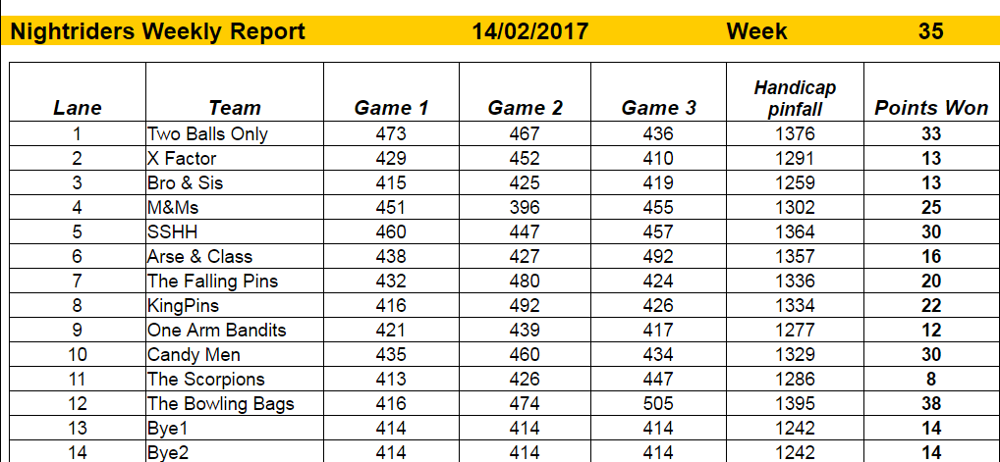 Nightriders Weekly Report 14/02/2017 Week 35
Lane Team Game 1 Game 2 Game 3 Handicap pinfall Points Won
1 Two Balls Only 473 467 436 1376 33
2 X Factor 429 452 410 1291 13
3 Bro & Sis 415 425 419 1259 13
4 M&Ms 451 396 455 1302 25
5 SSHH 460 447 457 1364 30
6 Arse & Class 438 427 492 1357 16
7 The Falling Pins 432 480 424 1336 20
8 KingPins 416 492 426 1334 22
9 One Arm Bandits 421 439 417 1277 12
10 Candy Men 435 460 434 1329 30
11 The Scorpions 413 426 447 1286 8
12 The Bowling Bags 416 474 505 1395 38
13 Bye1 414 414 414 1242 14
14 Bye2 414 414 414 1242 14